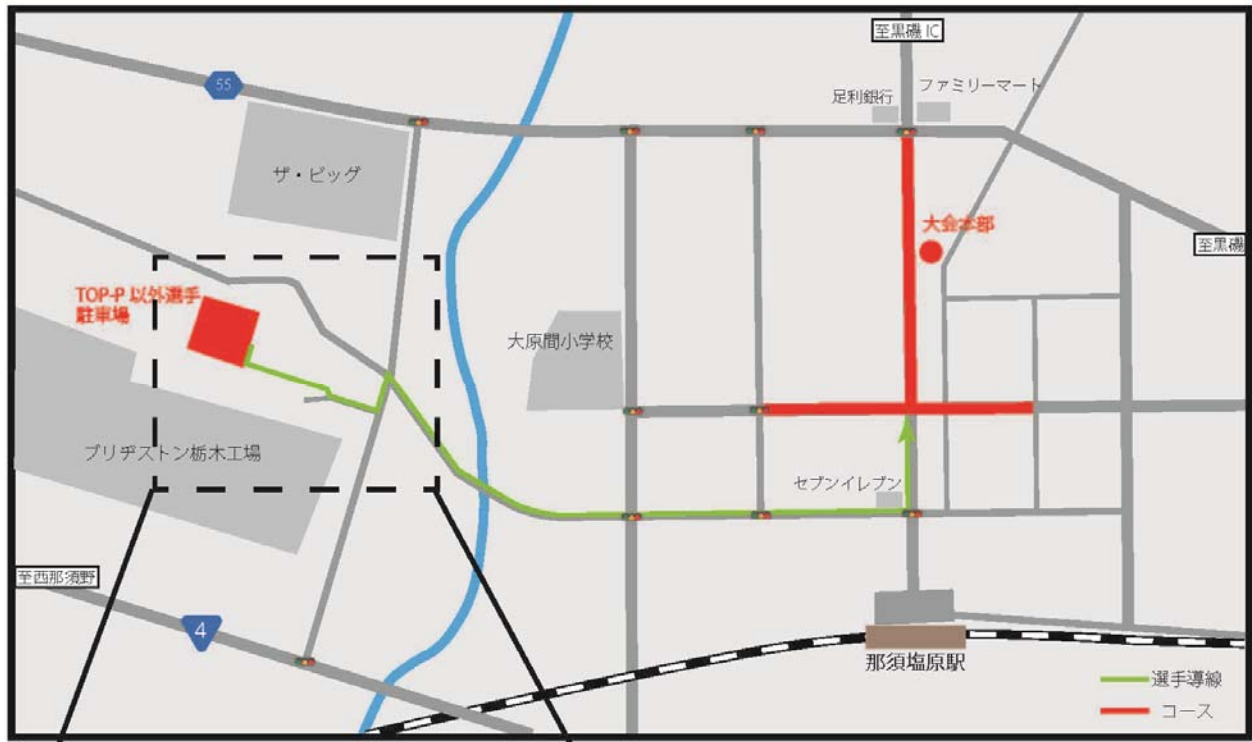 至黒磯 IC
55
足利銀行
ファミリーマート
ザ・ビッグ
大会本部
至黒磯
TOP-P 以外選手
駐車場
大原間小学校
ブリヂストン栃木工場
セブンイレブン
至西那須野
4
那須塩原駅
選手導線
コース